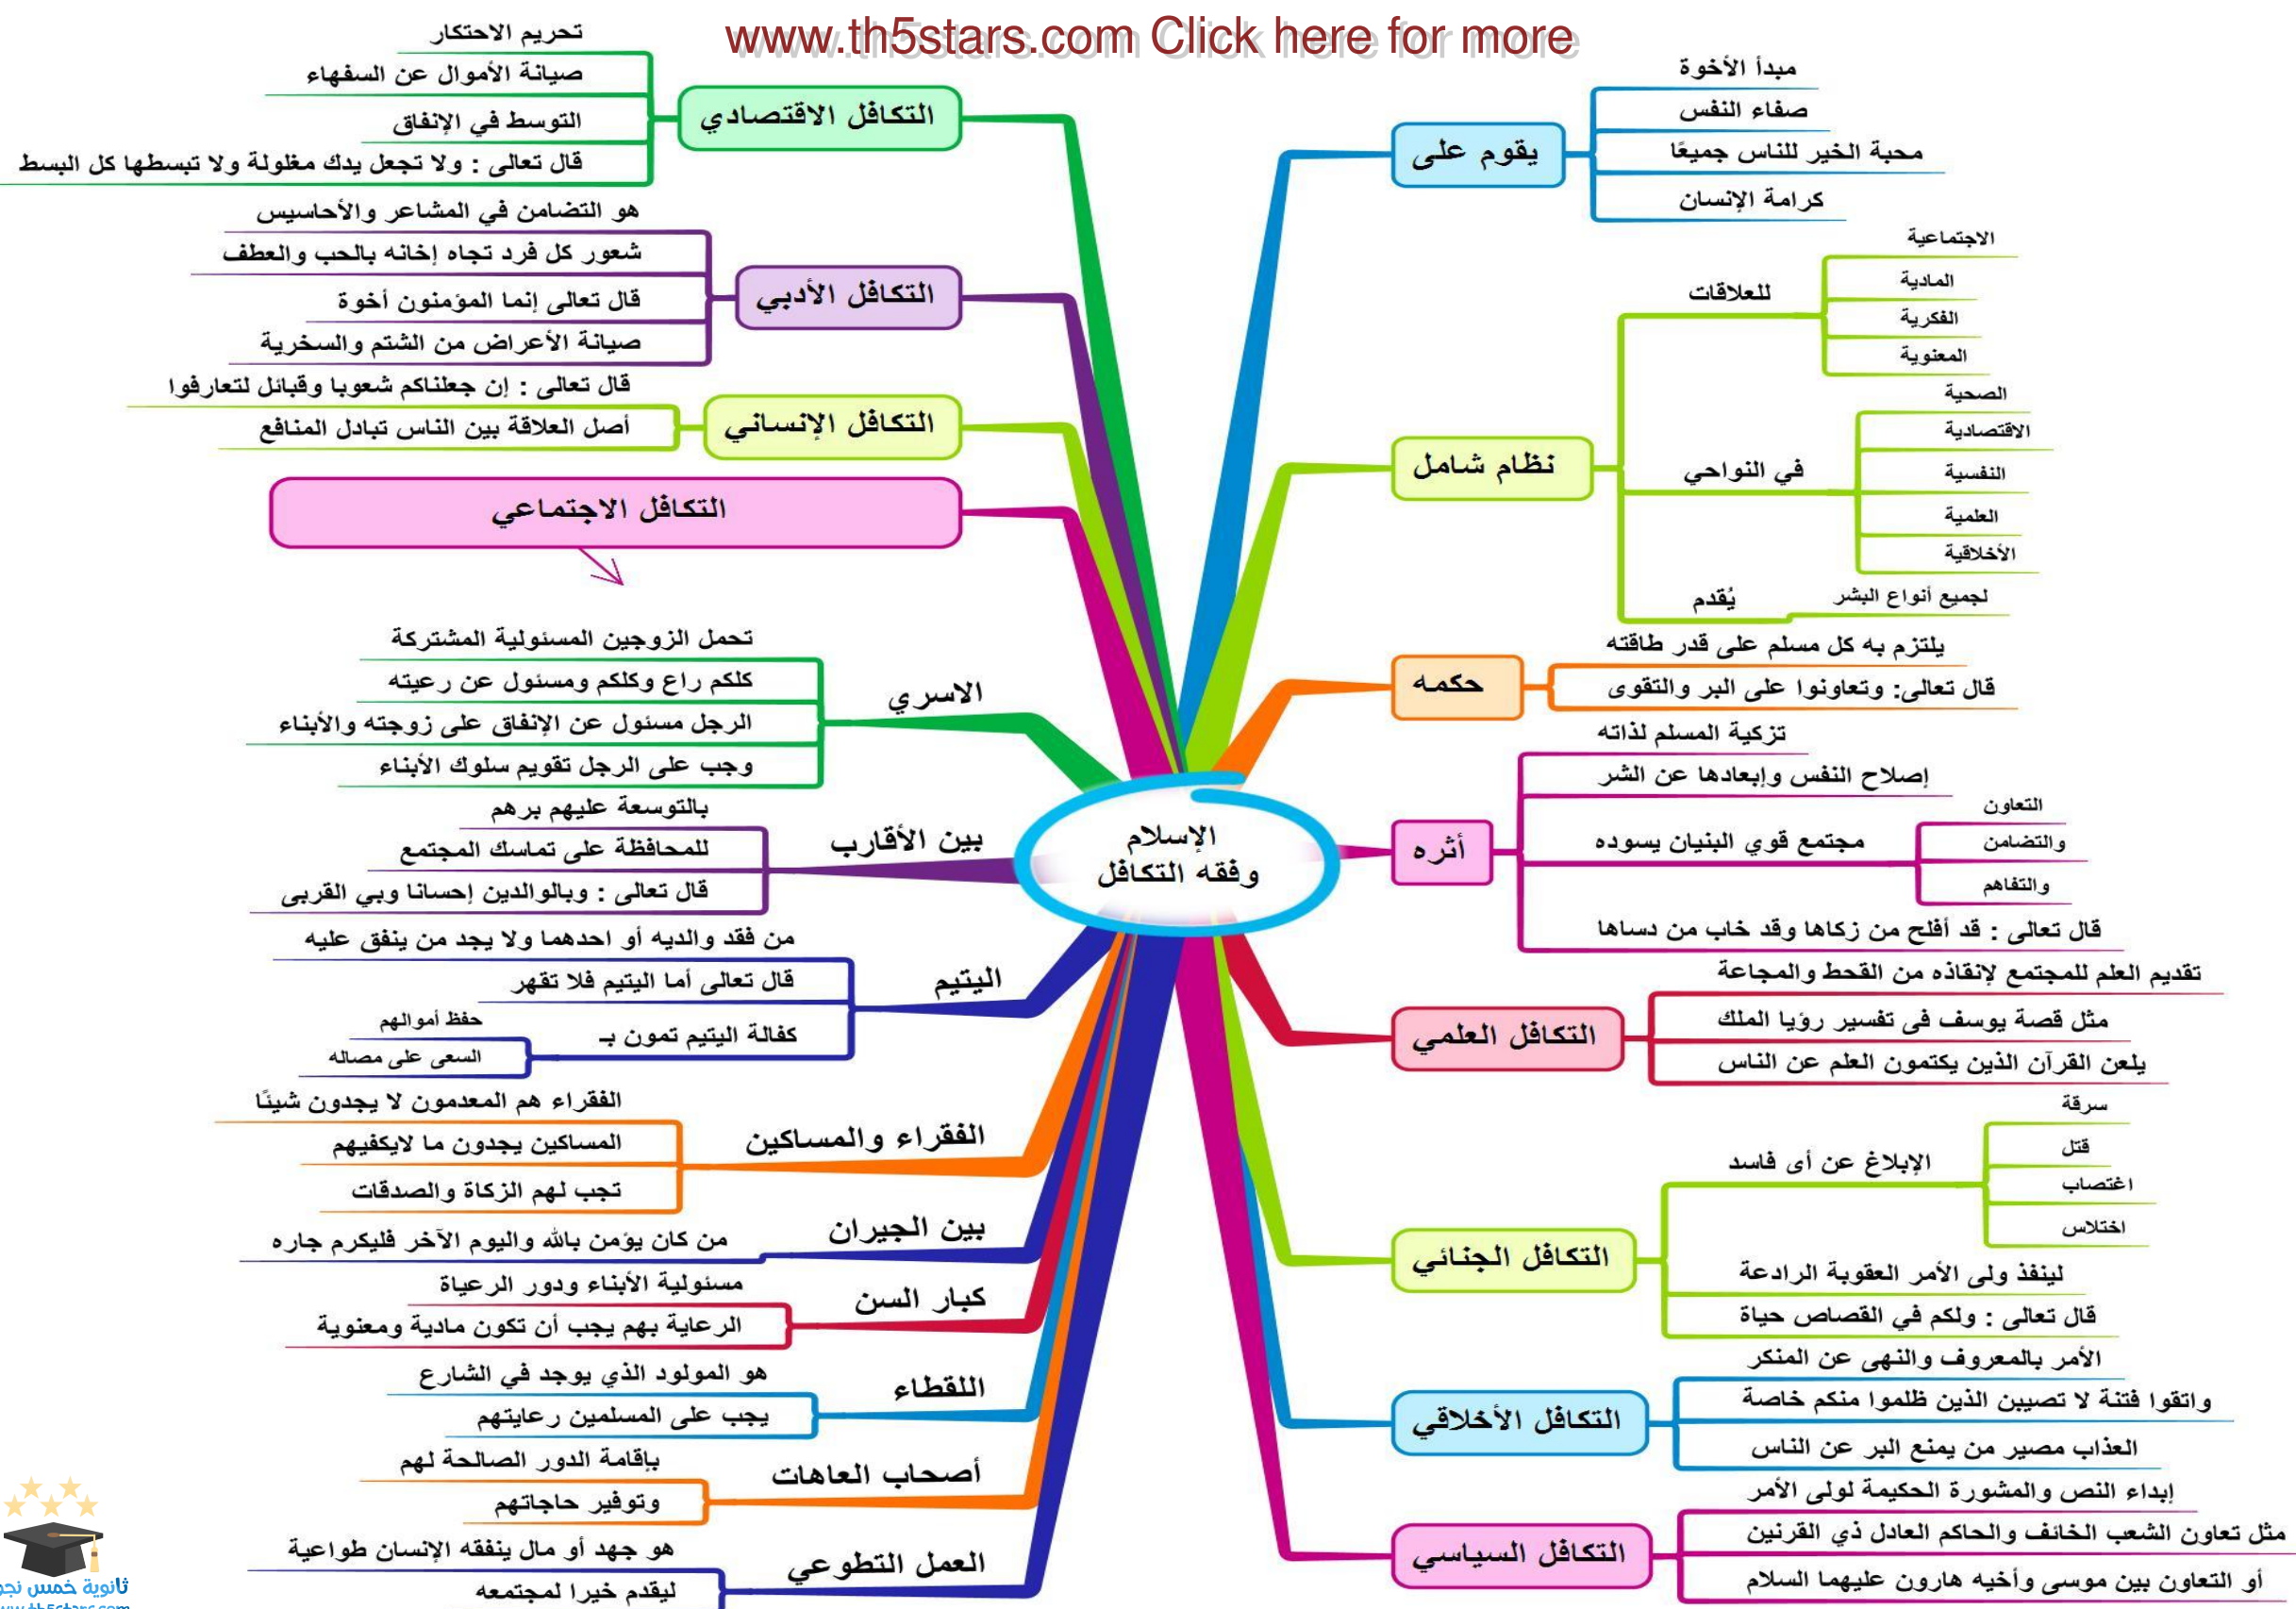 www.th5stars.com Click here for more
الإسلام
وفقه التكافل
يقوم على
مبدأ الأخوة
صفاء النفس
محبة الخير للناس جميعًا
كرامة الإنسان
نظام شامل
للعلاقات
الاجتماعية
المادية
الفكرية
المعنوية
في النواحي
الصحية
الاقتصادية
النفسية
العلمية
الأخلاقية
يُقدم
لجميع أنواع البشر
حكمه
يلتزم به كل مسلم على قدر طاقته
قال تعالى: وتعاونوا على البر والتقوى
أثره
تزكية المسلم لذاته
إصلاح النفس وإبعادها عن الشر
مجتمع قوي البنيان يسوده
التعاون
والتضامن
والتفاهم
قال تعالى : قد أفلح من زكاها وقد خاب من دساها
التكافل العلمي
تقديم العلم للمجتمع لإنقاذه من القحط والمجاعة
مثل قصة يوسف فى تفسير رؤيا الملك
يلعن القرآن الذين يكتمون العلم عن الناس
التكافل الجنائي
الإبلاغ عن أى فاسد
سرقة
قتل
اغتصاب
اختلاس
لينفذ ولى الأمر العقوبة الرادعة
قال تعالى : ولكم في القصاص حياة
التكافل الأخلاقي
الأمر بالمعروف والنهى عن المنكر
واتقوا فتنة لا تصيبن الذين ظلموا منكم خاصة
العذاب مصير من يمنع البر عن الناس
التكافل السياسي
إبداء النص والمشورة الحكيمة لولى الأمر
مثل تعاون الشعب الخائف والحاكم العادل ذي القرنين
أو التعاون بين موسى وأخيه هارون عليهما السلام
التكافل الاقتصادي
تحريم الاحتكار
صيانة الأموال عن السفهاء
التوسط في الإنفاق
قال تعالى : ولا تجعل يدك مغلولة ولا تبسطها كل البسط
التكافل الأدبي
هو التضامن في المشاعر والأحاسيس
شعور كل فرد تجاه إخانه بالحب والعطف
قال تعالى إنما المؤمنون أخوة
صيانة الأعراض من الشتم والسخرية
التكافل الإنساني
قال تعالى : إن جعلناكم شعوبا وقبائل لتعارفوا
أصل العلاقة بين الناس تبادل المنافع
التكافل الاجتماعي
الاسري
تحمل الزوجين المسئولية المشتركة
كلكم راع وكلكم ومسئول عن رعيته
الرجل مسئول عن الإنفاق على زوجته والأبناء
وجب على الرجل تقويم سلوك الأبناء
بين الأقارب
بالتوسعة عليهم برهم
للمحافظة على تماسك المجتمع
قال تعالى : وبالوالدين إحسانا وبي القربى
اليتيم
من فقد والديه أو احدهما ولا يجد من ينفق عليه
قال تعالى أما اليتيم فلا تقهر
كفالة اليتيم تمون بـ
حفظ أموالهم
السعى على مصاله
الفقراء والمساكين
الفقراء هم المعدمون لا يجدون شيئًا
المساكين يجدون ما لايكفيهم
تجب لهم الزكاة والصدقات
بين الجيران
من كان يؤمن بالله واليوم الآخر فليكرم جاره
كبار السن
مسئولية الأبناء ودور الرعياة
الرعاية بهم يجب أن تكون مادية ومعنوية
اللقطاء
هو المولود الذي يوجد في الشارع
يجب على المسلمين رعايتهم
أصحاب العاهات
بإقامة الدور الصالحة لهم
وتوفير حاجاتهم
العمل التطوعي
هو جهد أو مال ينفقه الإنسان طواعية
ليقدم خيرا لمجتمعه
ثانوية خمس نجو